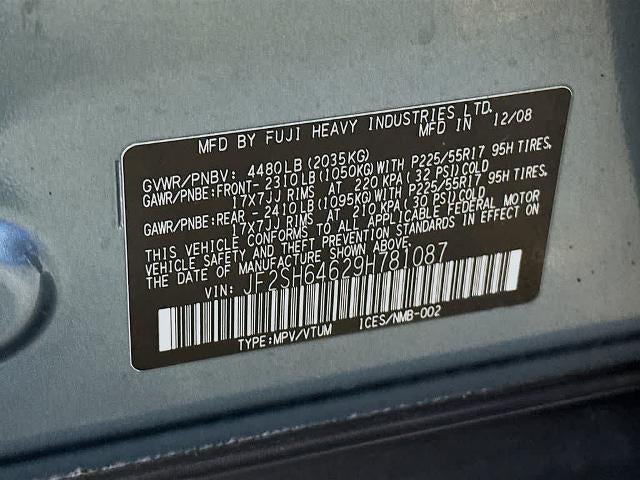 MFD BY FUJI HEAVY INDUSTRIES LTD.
MFD IN 12/08
GVWR/PNBV: 4480LB (2035KG)
GAWR/PNBE:FRONT- 2310LB (1050KG)WITH P225/55R17 95H TIRES,
17X7JJ RIMS AT 220 KPA (32 PSI)COLD
GAWR/PNBE:REAR - 2410LB (1095KG)WITH P225/55R17 95H TIRES,
17X7JJ RIMS AT 210 KPA (30 PSI)COLD
THIS VEHICLE CONFORMS TO ALL APPLICABLE FEDERAL MOTOR
VEHICLE SAFETY AND THEFT PREVENTION STANDARDS IN EFFECT ON
THE DATE OF MANUFACTURE SHOWN ABOVE.
VIN: JF2SH64629H781087
TYPE:MPV/VTUM ICES/NMB-002